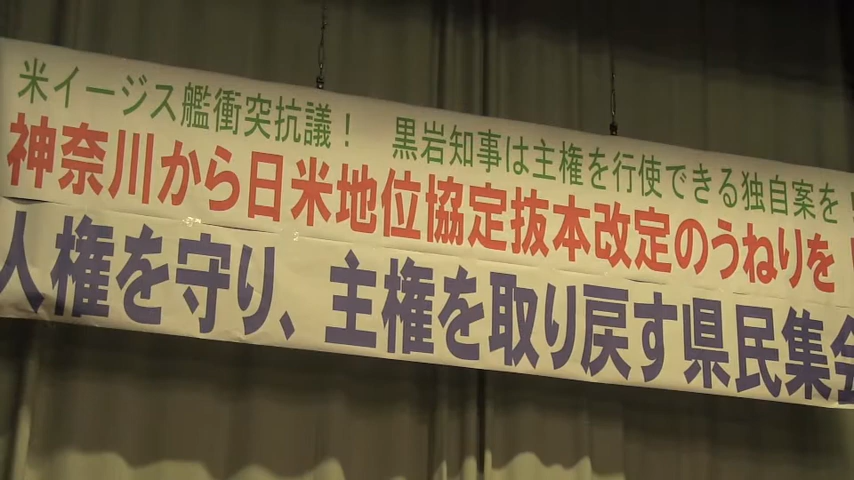 米イージス艦衝突抗議！ 黒岩知事は主権を行使できる独自案を！
神奈川から日米地位協定抜本改定のうねりを！
人権を守り、主権を取り戻す県民集会